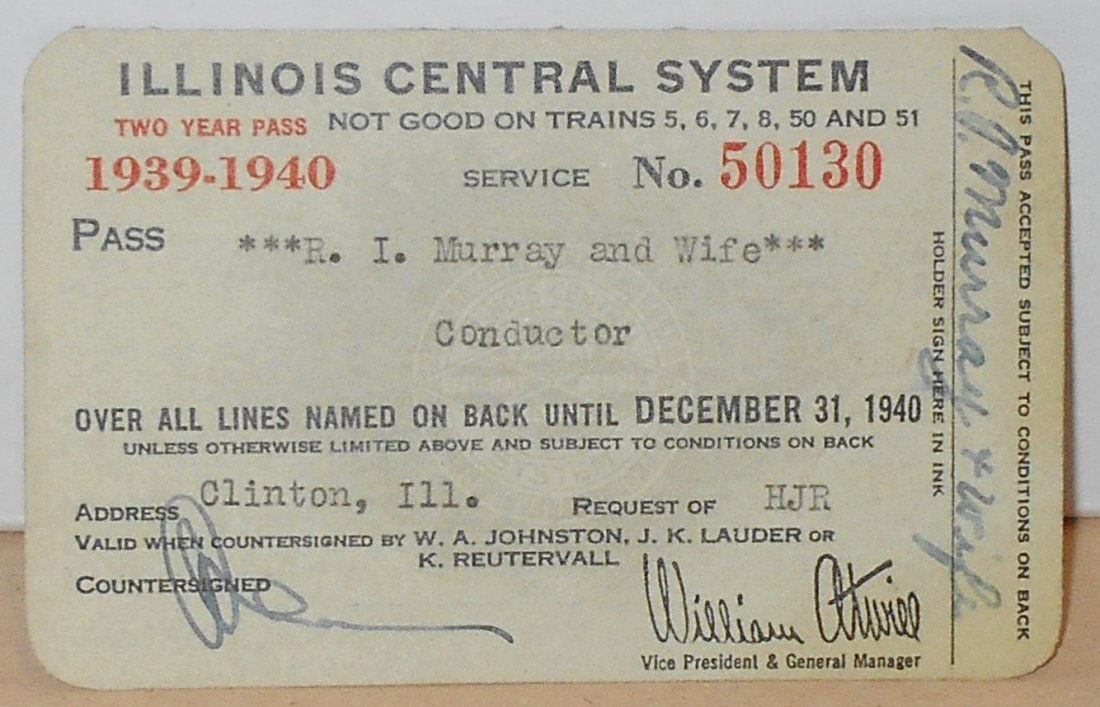 ILLINOIS CENTRAL SYSTEM
TWO YEAR PASS NOT GOOD ON TRAINS 5, 6, 7, 8, 50 AND 51
1939-1940 SERVICE No. 50130
PASS ***R. I. Murray and Wife***
Conductor
OVER ALL LINES NAMED ON BACK UNTIL DECEMBER 31, 1940
UNLESS OTHERWISE LIMITED ABOVE AND SUBJECT TO CONDITIONS ON BACK
ADDRESS Clinton, Ill. REQUEST OF HJR
VALID WHEN COUNTERSIGNED BY W. A. JOHNSTON, J. K. LAUDER OR
K. REUTERVALL
COUNTERSIGNED
William Atwill
Vice President & General Manager
HOLDER SIGN HERE IN INK
R. I. Murray & wife
THIS PASS ACCEPTED SUBJECT TO CONDITIONS ON BACK